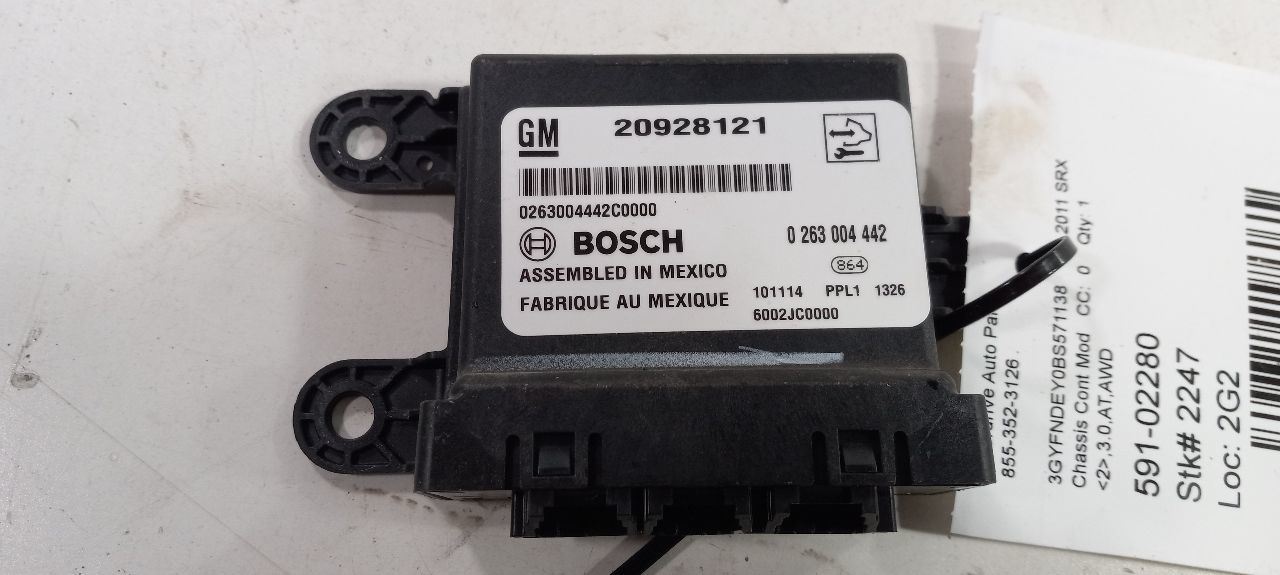 GM 20928121
0263004442C0000
BOSCH 0 263 004 442
864
ASSEMBLED IN MEXICO
FABRIQUE AU MEXIQUE
101114 PPL1 1326
6002JC0000
Auto
855-352-3126
3GYFNDEY0BS571138 2011 SRX
Chassis Cont Mod CC: 0 Qty: 1
<2>,3.0,AT,AWD
591-02280
Stk# 2247
Loc: 2G2